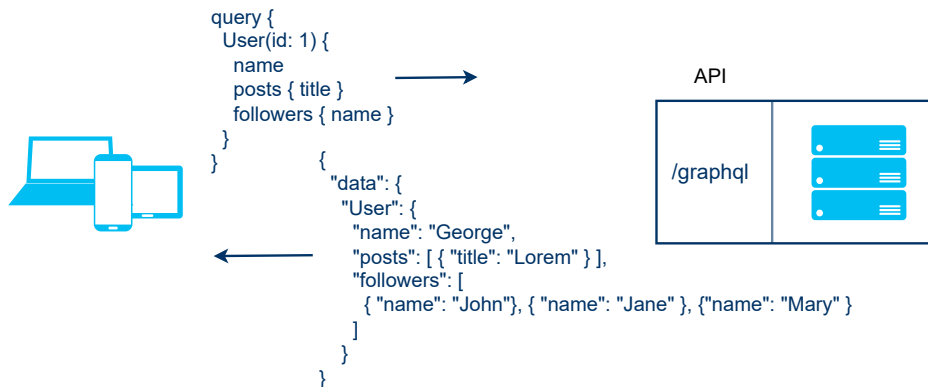 query {
User(id: 1) {
name
posts { title }
followers { name }
}
}
API
/graphql
{
"data": {
"User": {
"name": "George",
"posts": [ { "title": "Lorem" } ],
"followers": [
{ "name": "John"}, { "name": "Jane" }, {"name": "Mary" }
]
}
}